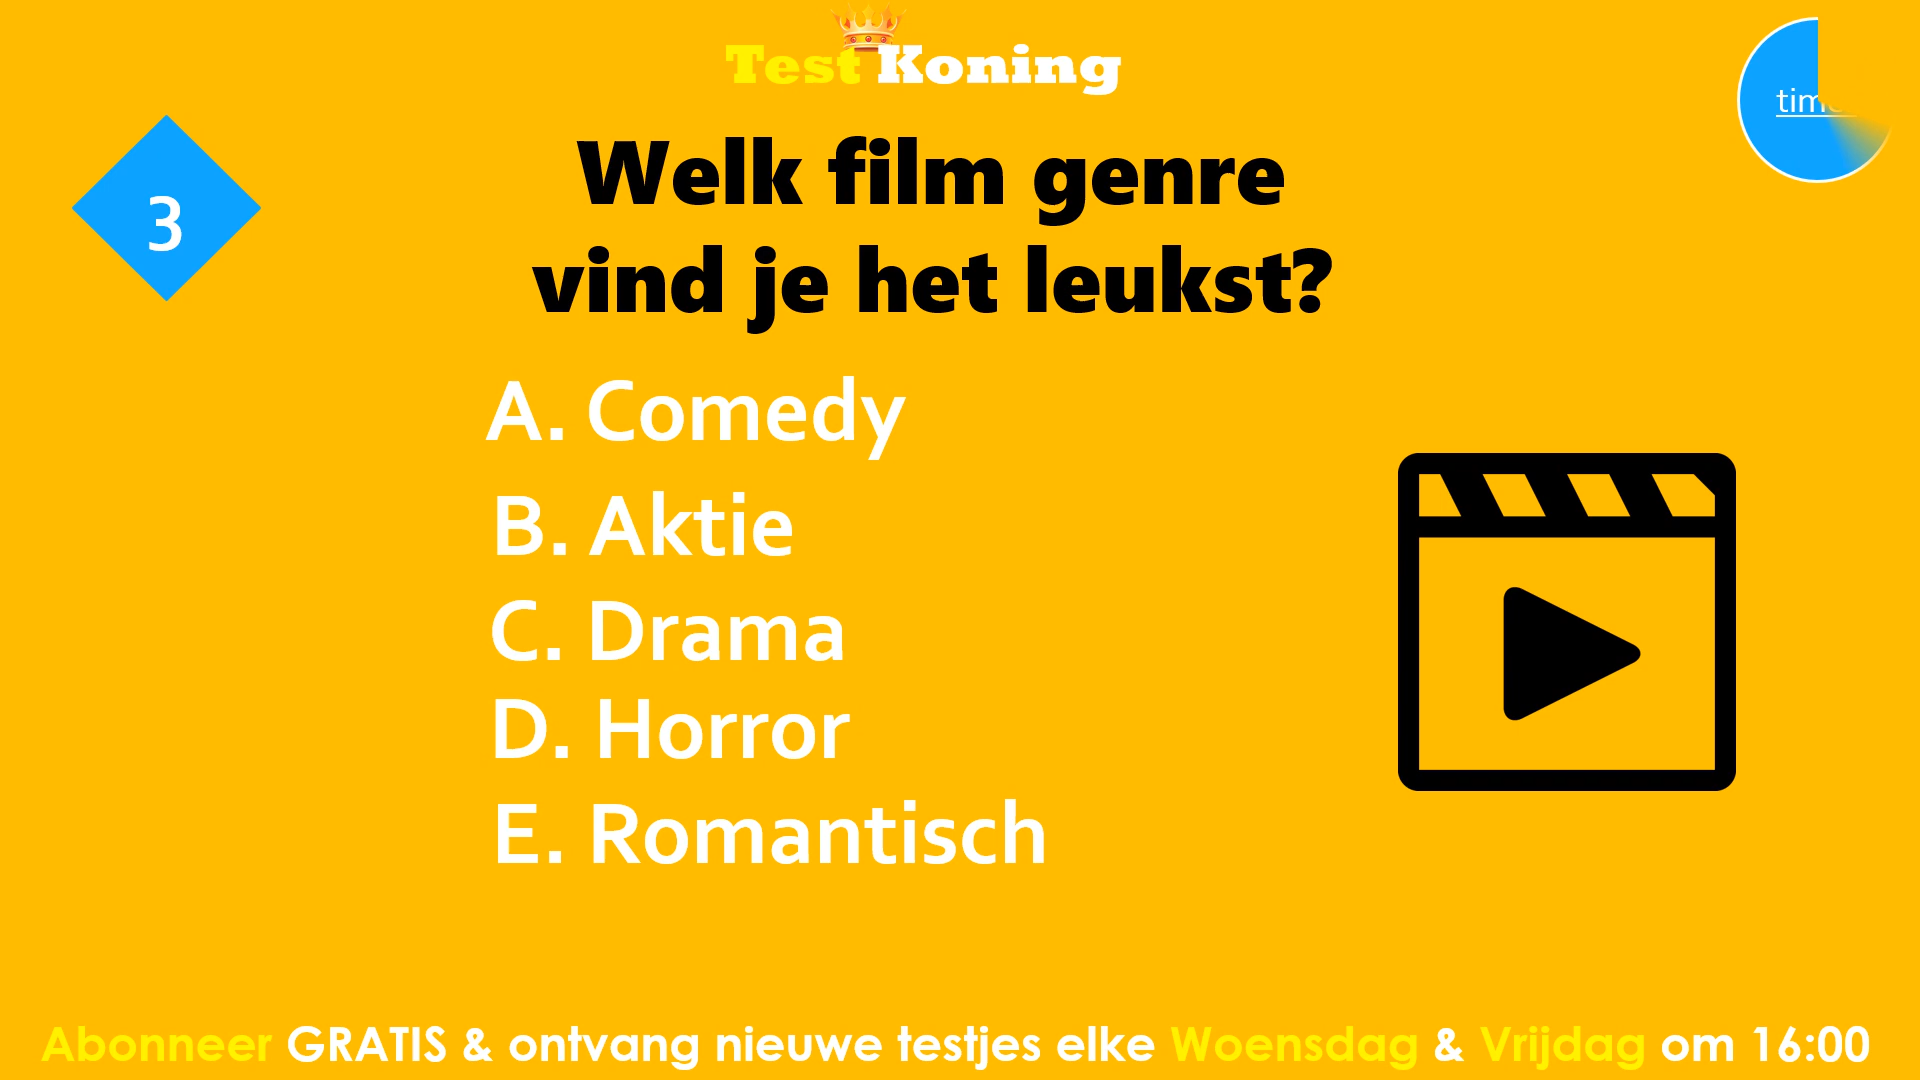 Test Koning
3
Welk film genre
vind je het leukst?
A. Comedy
B. Aktie
C. Drama
D. Horror
E. Romantisch
Abonneer GRATIS & ontvang nieuwe testjes elke Woensdag & Vrijdag om 16:00